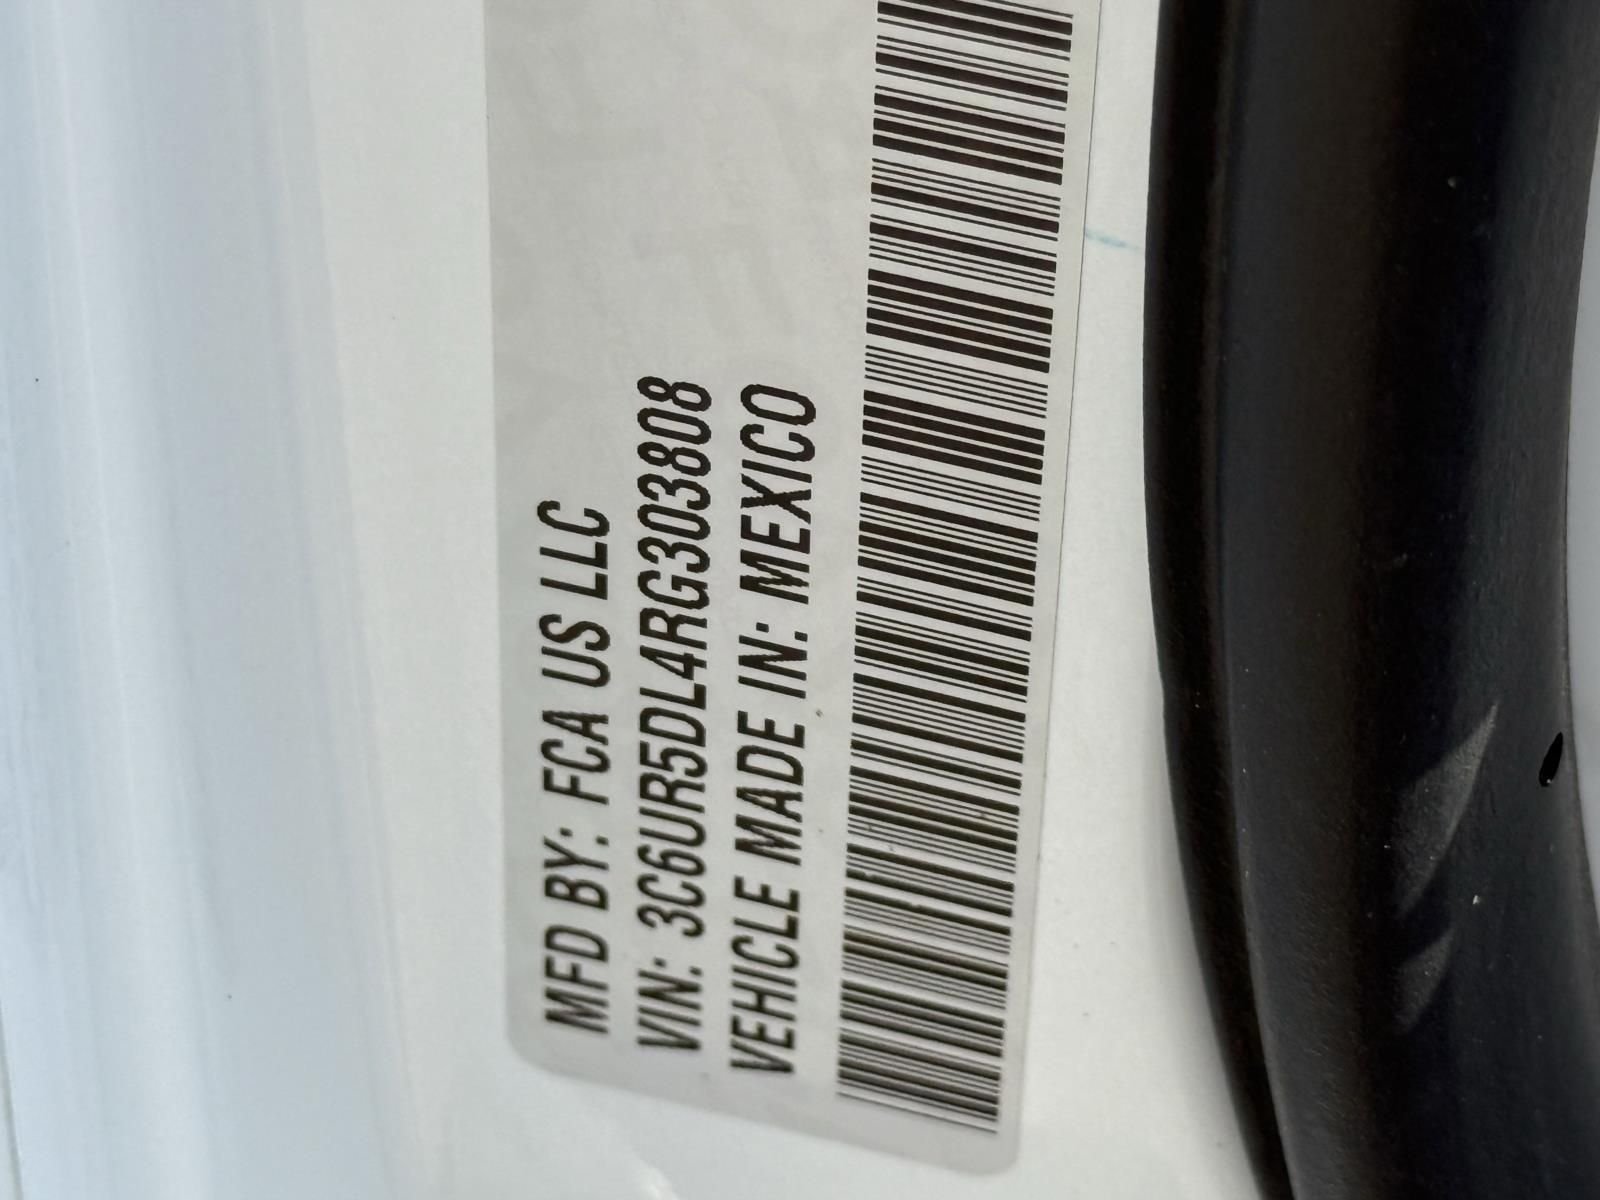 MFD BY: FCA US LLC
VIN: 3C6UR5DL4RG303808
VEHICLE MADE IN: MEXICO